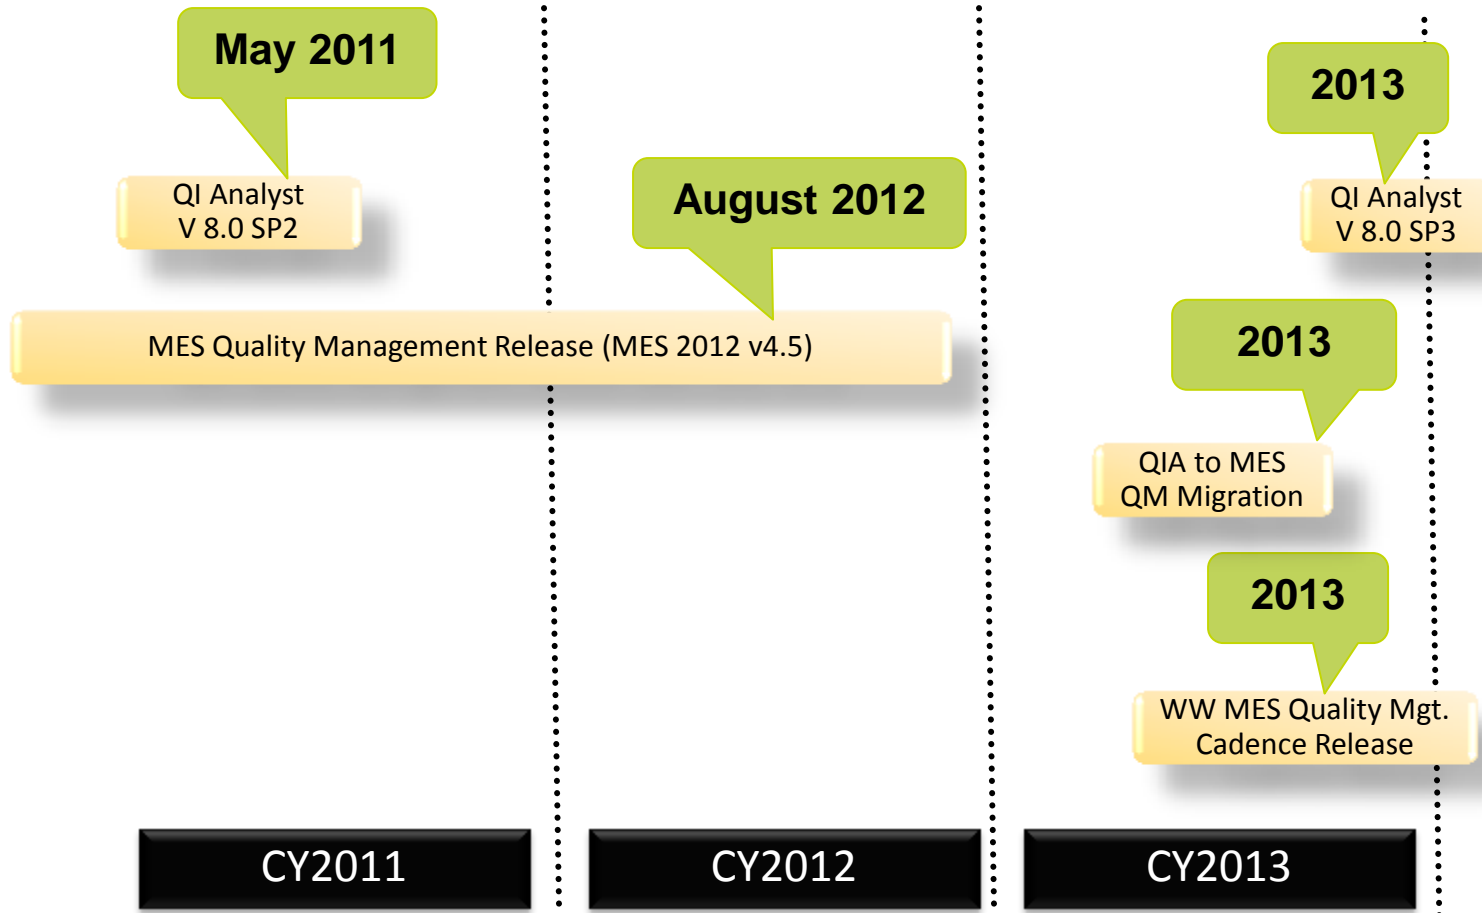 May 2011
QI Analyst
V 8.0 SP2
August 2012
MES Quality Management Release (MES 2012 v4.5)
2013
QI Analyst
V 8.0 SP3
2013
QIA to MES
QM Migration
2013
WW MES Quality Mgt.
Cadence Release
CY2011
CY2012
CY2013